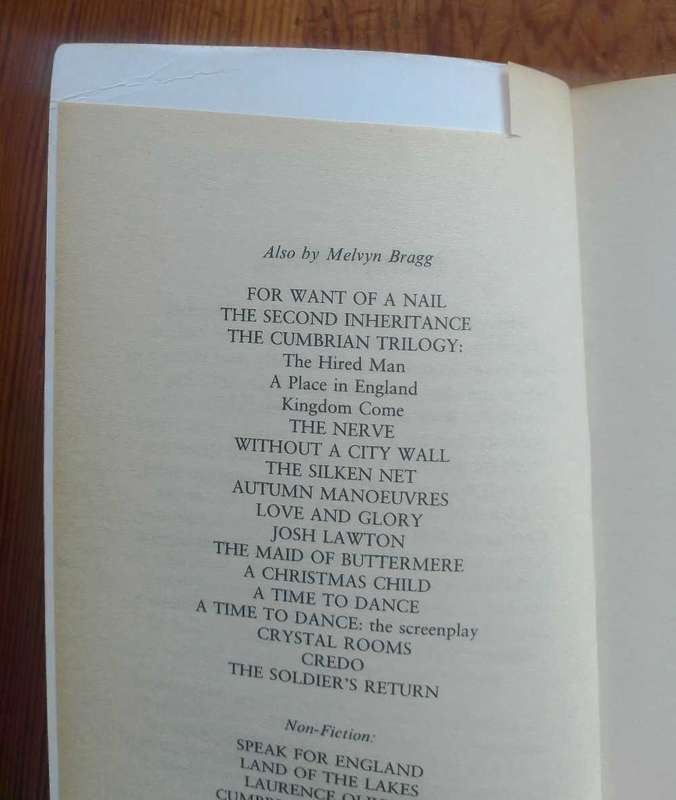 Also by Melvyn Bragg
FOR WANT OF A NAIL
THE SECOND INHERITANCE
THE CUMBRIAN TRILOGY:
The Hired Man
A Place in England
Kingdom Come
THE NERVE
WITHOUT A CITY WALL
THE SILKEN NET
AUTUMN MANOEUVRES
LOVE AND GLORY
JOSH LAWTON
THE MAID OF BUTTERMERE
A CHRISTMAS CHILD
A TIME TO DANCE
A TIME TO DANCE: the screenplay
CRYSTAL ROOMS
CREDO
THE SOLDIER'S RETURN
Non-Fiction:
SPEAK FOR ENGLAND
LAND OF THE LAKES
LAURENCE